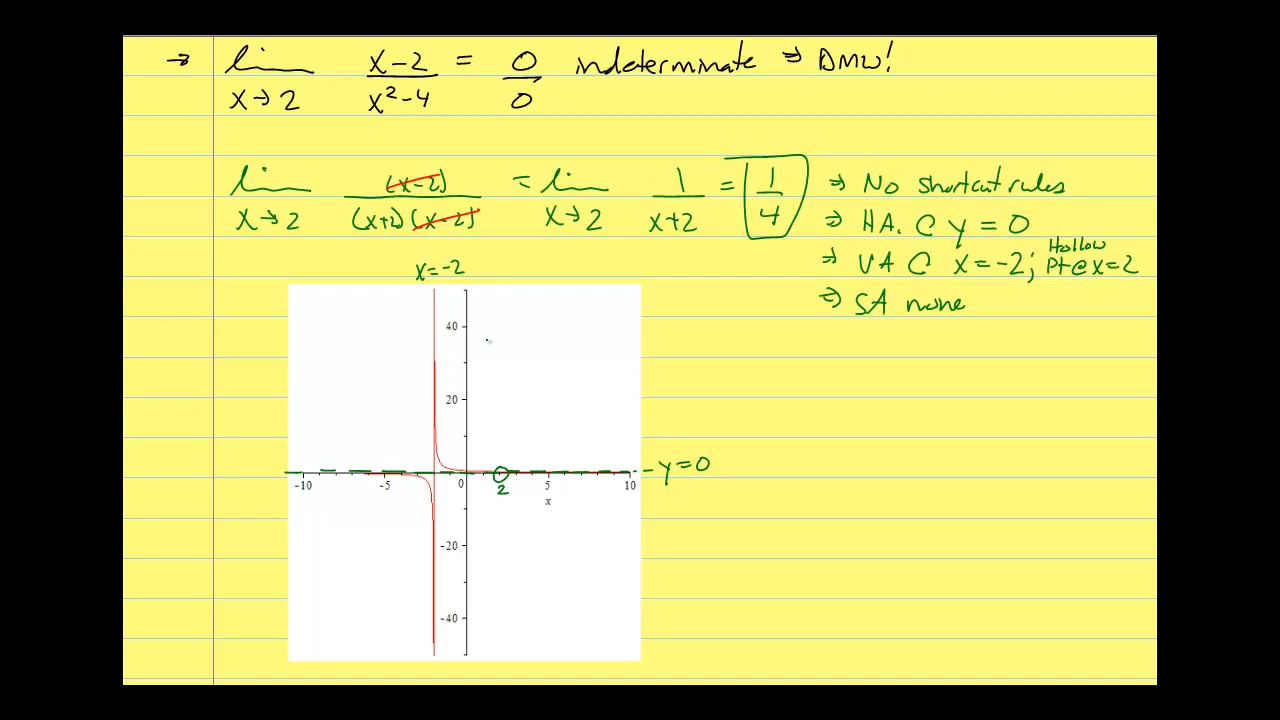 → lim x→2 x-2/x²-4 = 0/0 indeterminate ⇒ DMW!
lim x→2 (x-2)/(x+2)(x-2) = lim x→2 1/x+2 = 1/4 ⇒ No shortcut rules
⇒ HA. @ y = 0
⇒ VA @ x = -2; Hollow Pt @ x=2
⇒ SA none
x=-2
40
20
-10 -5 0 2 5 10
x
y=0
-20
-40